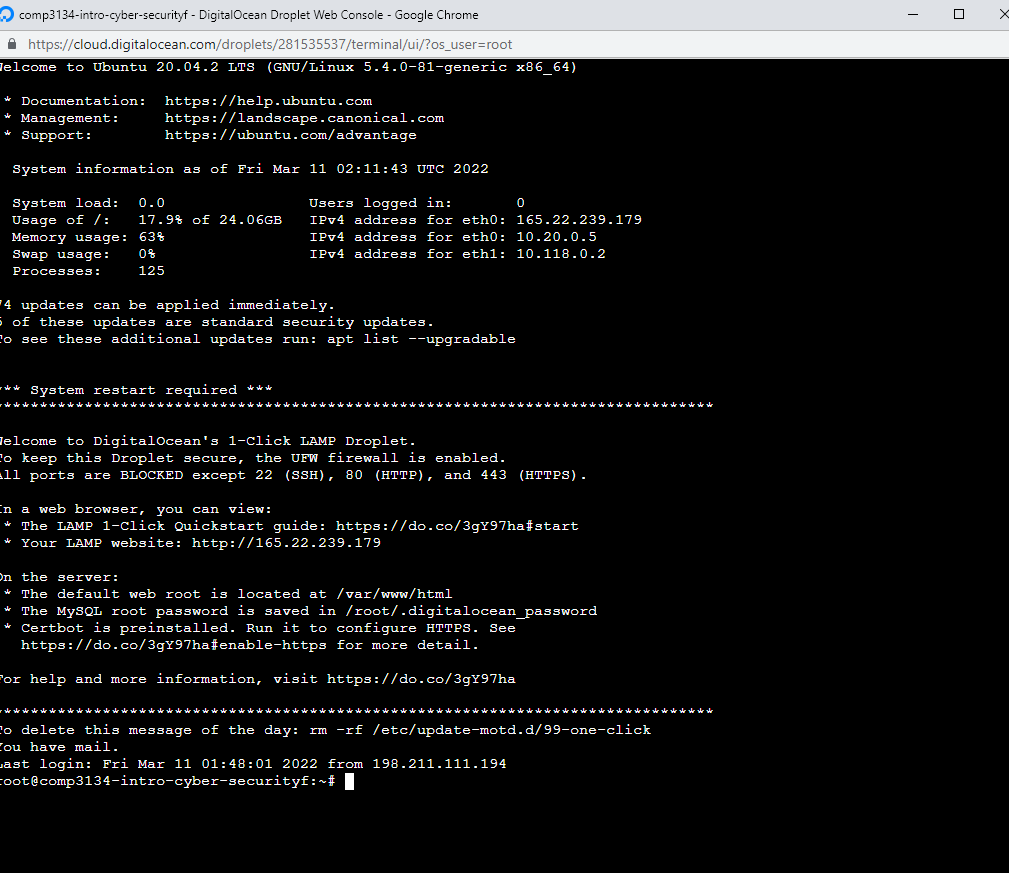 comp3134-intro-cyber-securityf - DigitalOcean Droplet Web Console - Google Chrome
https://cloud.digitalocean.com/droplets/281535537/terminal/ui/?os_user=root
Welcome to Ubuntu 20.04.2 LTS (GNU/Linux 5.4.0-81-generic x86_64)
* Documentation: https://help.ubuntu.com
* Management: https://landscape.canonical.com
* Support: https://ubuntu.com/advantage
System information as of Fri Mar 11 02:11:43 UTC 2022
System load: 0.0 Users logged in: 0
Usage of /: 17.9% of 24.06GB IPv4 address for eth0: 165.22.239.179
Memory usage: 63% IPv4 address for eth0: 10.20.0.5
Swap usage: 0% IPv4 address for eth1: 10.118.0.2
Processes: 125
74 updates can be applied immediately.
of these updates are standard security updates.
To see these additional updates run: apt list --upgradable
*** System restart required ***
********************************************************************************
Welcome to DigitalOcean's 1-Click LAMP Droplet.
To keep this Droplet secure, the UFW firewall is enabled.
All ports are BLOCKED except 22 (SSH), 80 (HTTP), and 443 (HTTPS).
In a web browser, you can view:
* The LAMP 1-Click Quickstart guide: https://do.co/3gY97ha#start
* Your LAMP website: http://165.22.239.179
On the server:
* The default web root is located at /var/www/html
* The MySQL root password is saved in /root/.digitalocean_password
* Certbot is preinstalled. Run it to configure HTTPS. See
https://do.co/3gY97ha#enable-https for more detail.
For help and more information, visit https://do.co/3gY97ha
********************************************************************************
To delete this message of the day: rm -rf /etc/update-motd.d/99-one-click
You have mail.
Last login: Fri Mar 11 01:48:01 2022 from 198.211.111.194
root@comp3134-intro-cyber-securityf:~#